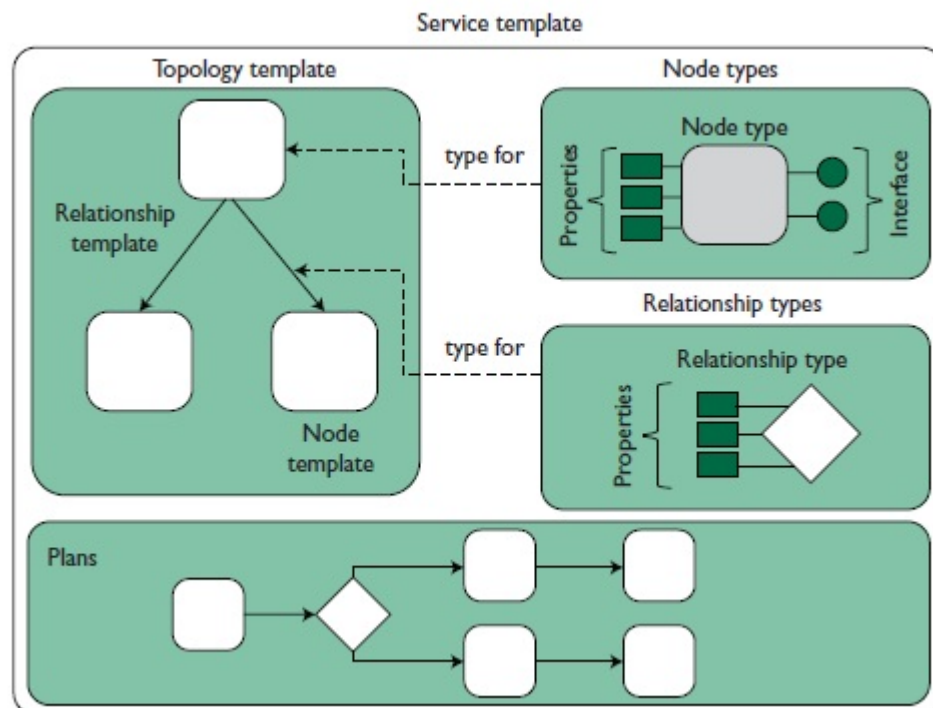 Service template
Topology template
Node types
Node type
type for
Properties
Interface
Relationship
template
Relationship types
type for
Relationship type
Properties
Node
template
Plans